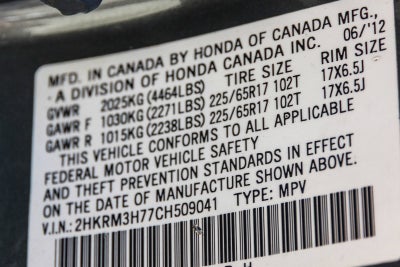 MFD. IN CANADA BY HONDA OF CANADA MFG.,
A DIVISION OF HONDA CANADA INC. 06/'12
GVWR 2025KG (4464LBS) TIRE SIZE RIM SIZE
GAWR F 1030KG (2271LBS) 225/65R17 102T 17X6.5J
GAWR R 1015KG (2238LBS) 225/65R17 102T 17X6.5J
THIS VEHICLE CONFORMS TO ALL APPLICABLE
FEDERAL MOTOR VEHICLE SAFETY
AND THEFT PREVENTION STANDARDS IN EFFECT
ON THE DATE OF MANUFACTURE SHOWN ABOVE.
V.I.N.: 2HKRM3H77CH509041 TYPE: MPV